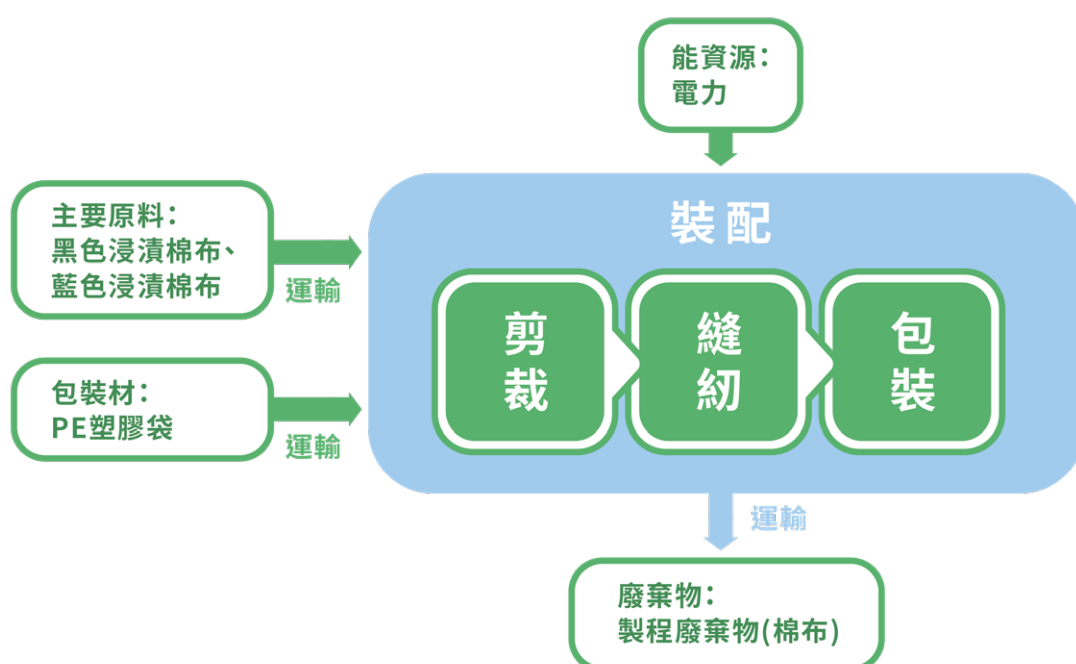 能資源：
電力
主要原料：
黑色浸漬棉布、
藍色浸漬棉布
運輸
包裝材：
PE塑膠袋
運輸
裝配
剪裁
縫紉
包裝
運輸
廢棄物：
製程廢棄物(棉布)